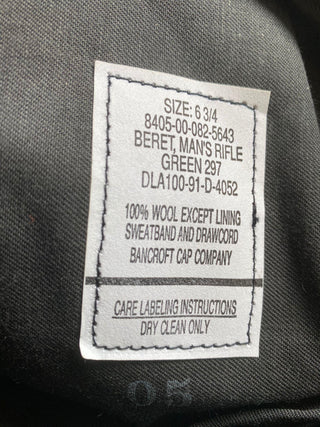 SIZE: 6 3/4
8405-00-082-5643
BERET, MAN'S RIFLE
GREEN 297
DLA100-91-D-4052
100% WOOL EXCEPT LINING
SWEATBAND AND DRAWCORD
BANCROFT CAP COMPANY
CARE LABELING INSTRUCTIONS
DRY CLEAN ONLY
05